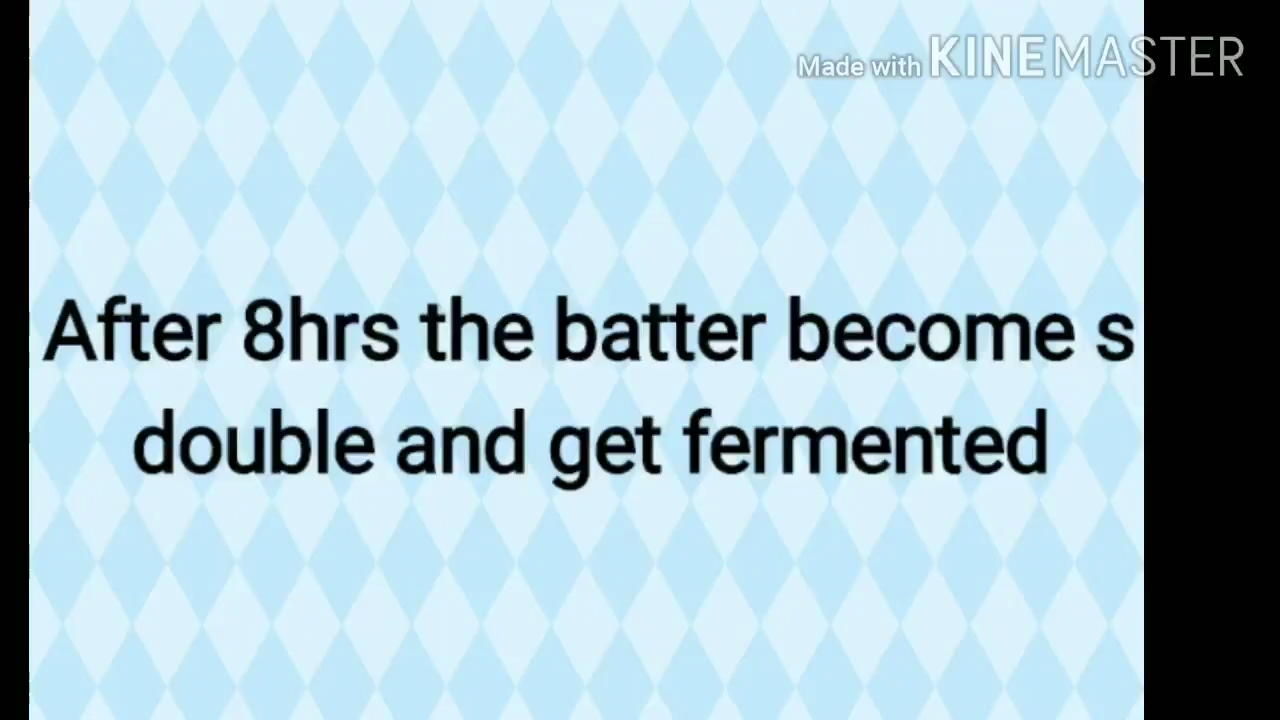 Made with KINEMASTER
After 8hrs the batter become s
double and get fermented